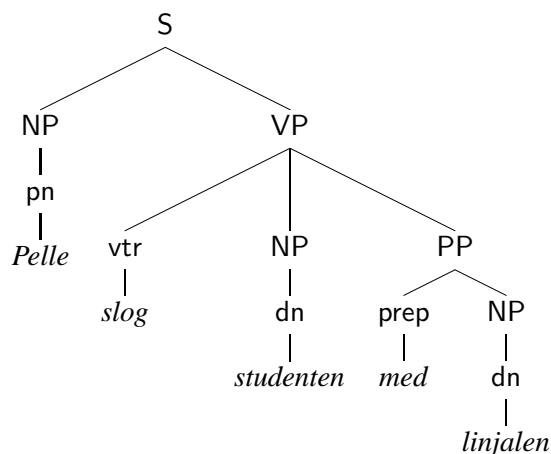 S
NP VP
pn
Pelle vtr NP PP
slog dn prep NP
studenten med dn
linjalen